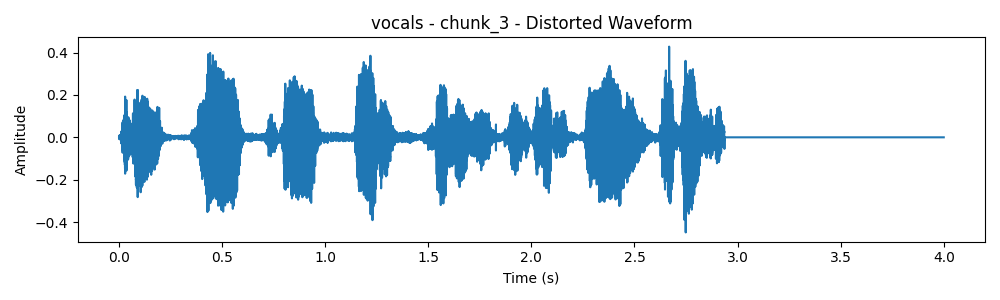 vocals - chunk_3 - Distorted Waveform
Amplitude
0.4
0.2
0.0
−0.2
−0.4
0.0 0.5 1.0 1.5 2.0 2.5 3.0 3.5 4.0
Time (s)